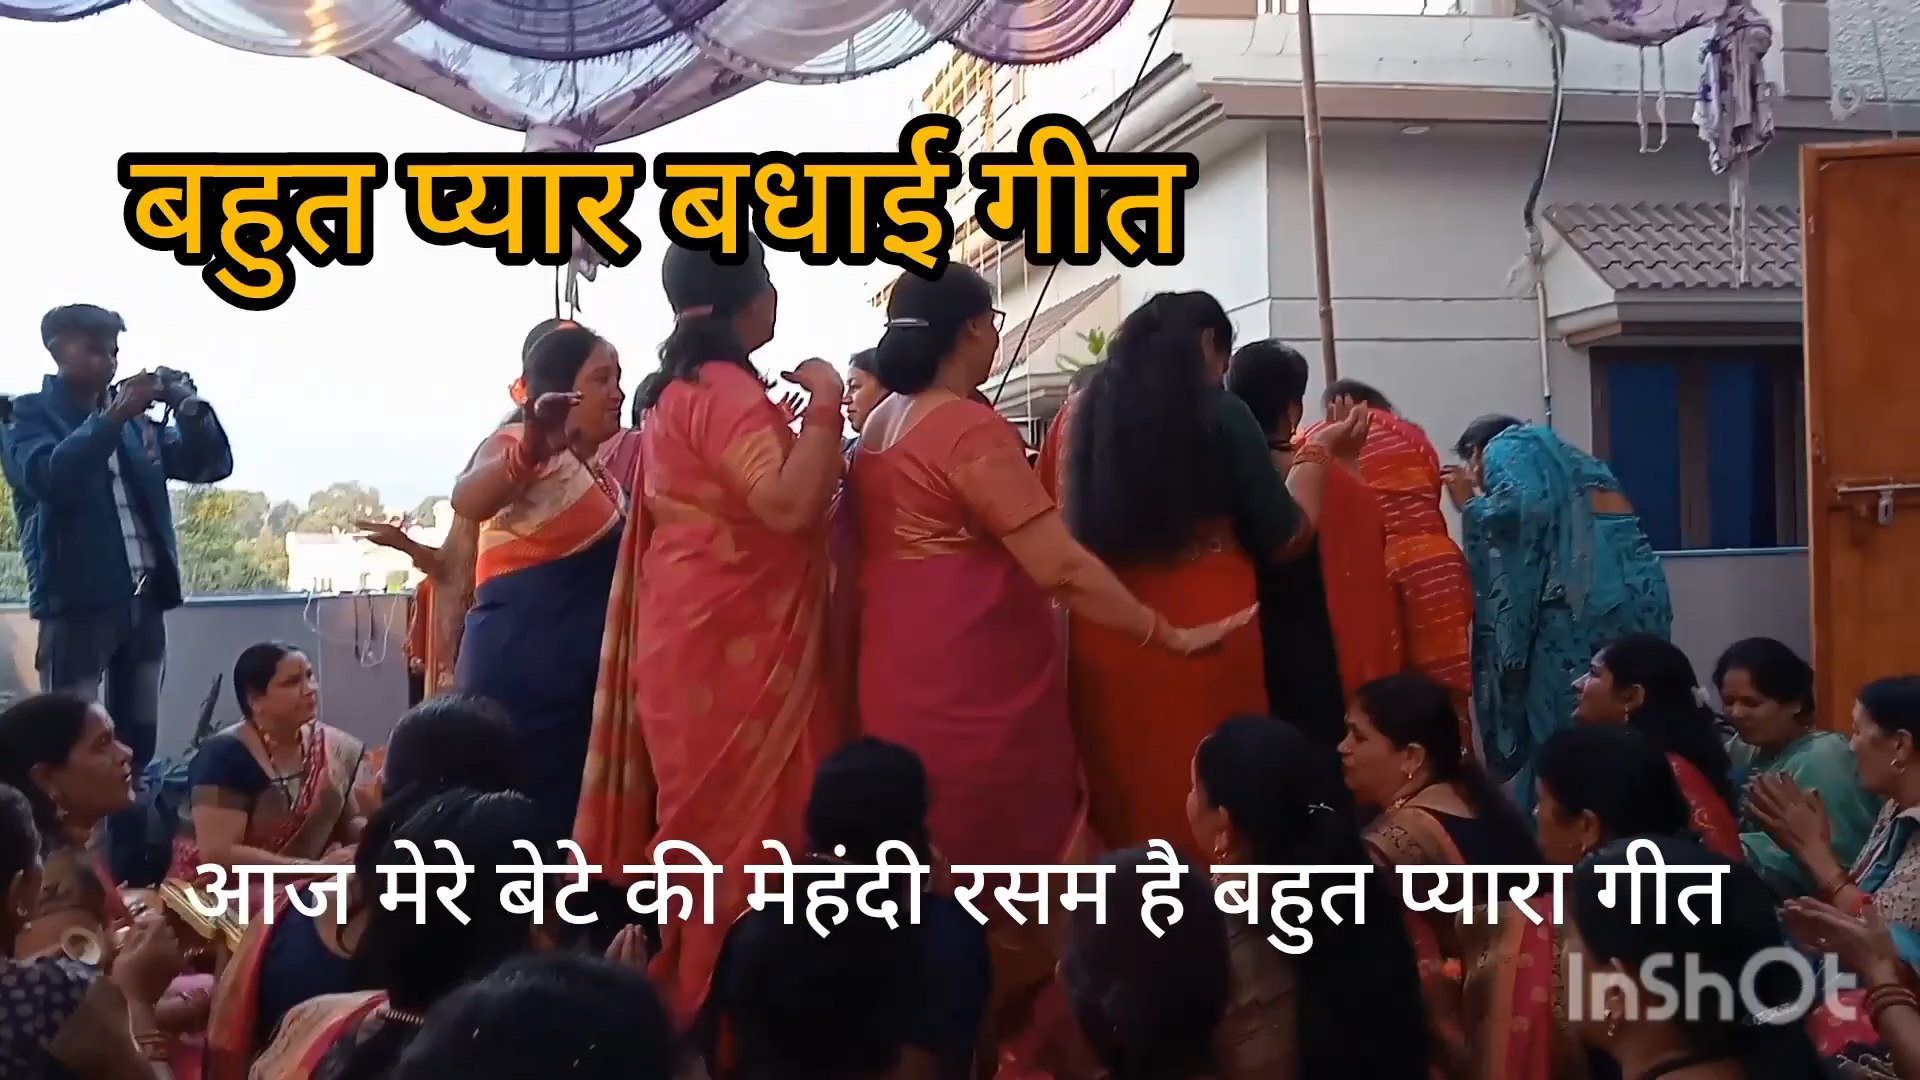 बहुत प्यार बधाई गीत
आज मेरे बेटे की मेहंदी रसम है बहुत प्यारा गीत
InShOt